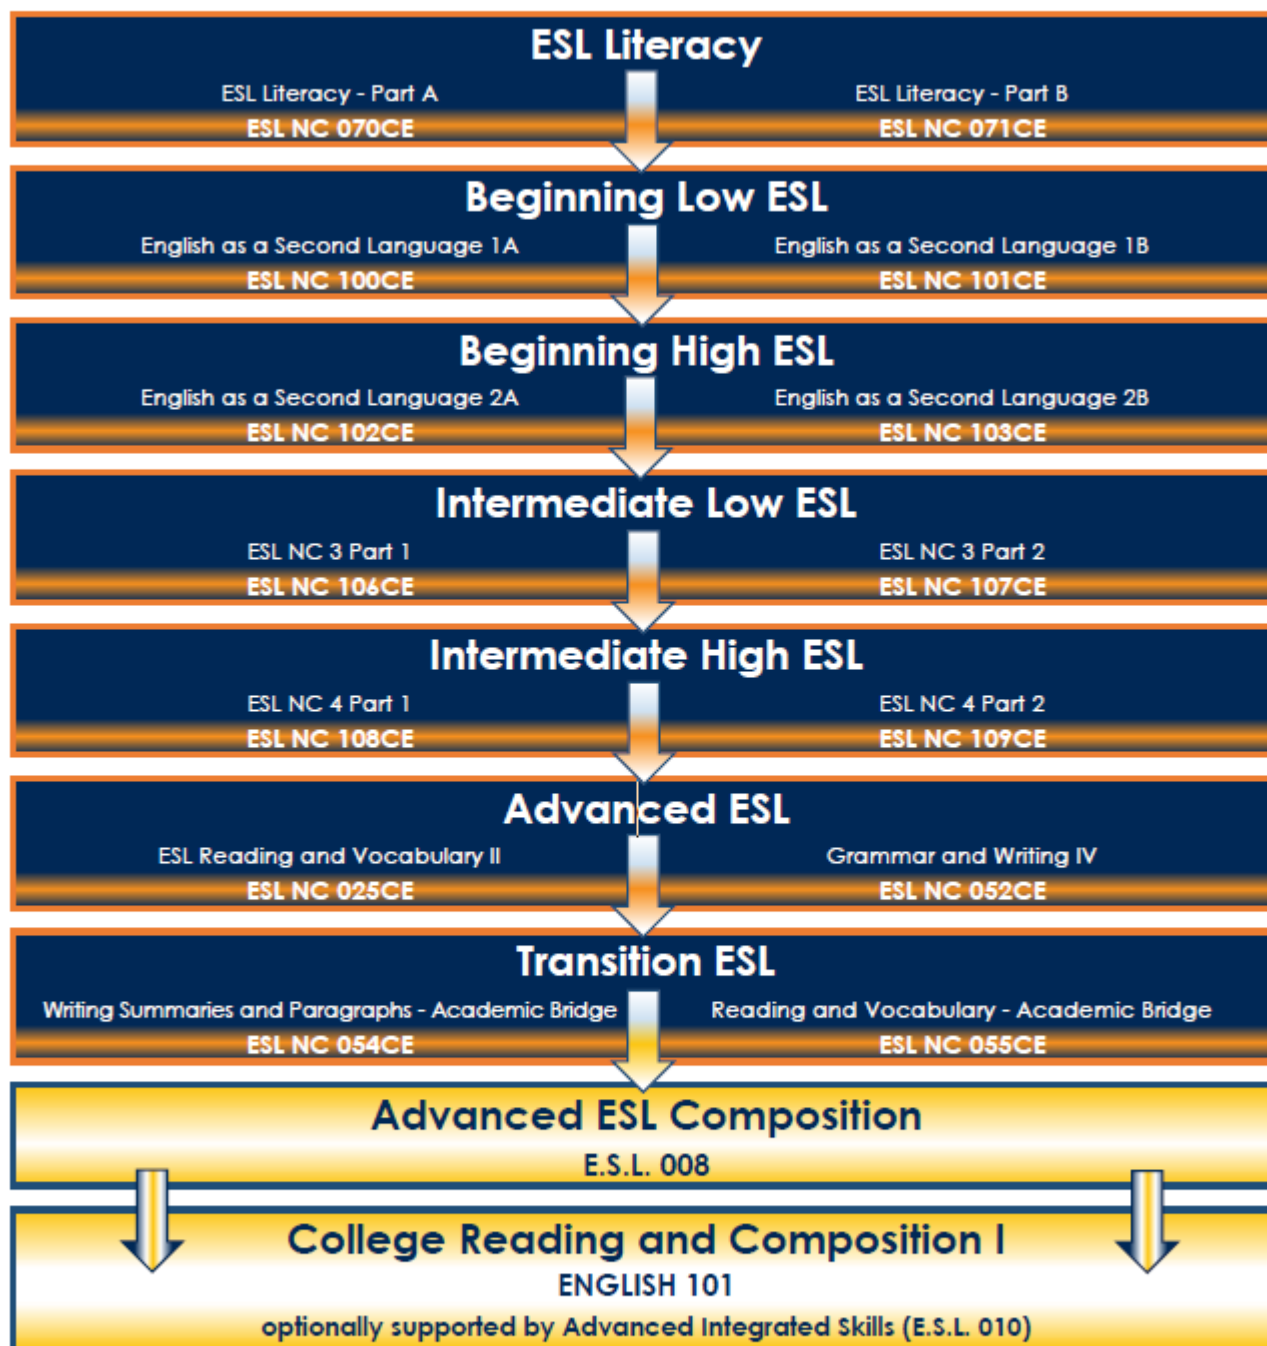 ESL Literacy
ESL Literacy - Part A
ESL NC 070CE
ESL Literacy - Part B
ESL NC 071CE
Beginning Low ESL
English as a Second Language 1A
ESL NC 100CE
English as a Second Language 1B
ESL NC 101CE
Beginning High ESL
English as a Second Language 2A
ESL NC 102CE
English as a Second Language 2B
ESL NC 103CE
Intermediate Low ESL
ESL NC 3 Part 1
ESL NC 106CE
ESL NC 3 Part 2
ESL NC 107CE
Intermediate High ESL
ESL NC 4 Part 1
ESL NC 108CE
ESL NC 4 Part 2
ESL NC 109CE
Advanced ESL
ESL Reading and Vocabulary II
ESL NC 025CE
Grammar and Writing IV
ESL NC 052CE
Transition ESL
Writing Summaries and Paragraphs - Academic Bridge
ESL NC 054CE
Reading and Vocabulary - Academic Bridge
ESL NC 055CE
Advanced ESL Composition
E.S.L. 008
College Reading and Composition I
ENGLISH 101
optionally supported by Advanced Integrated Skills (E.S.L. 010)